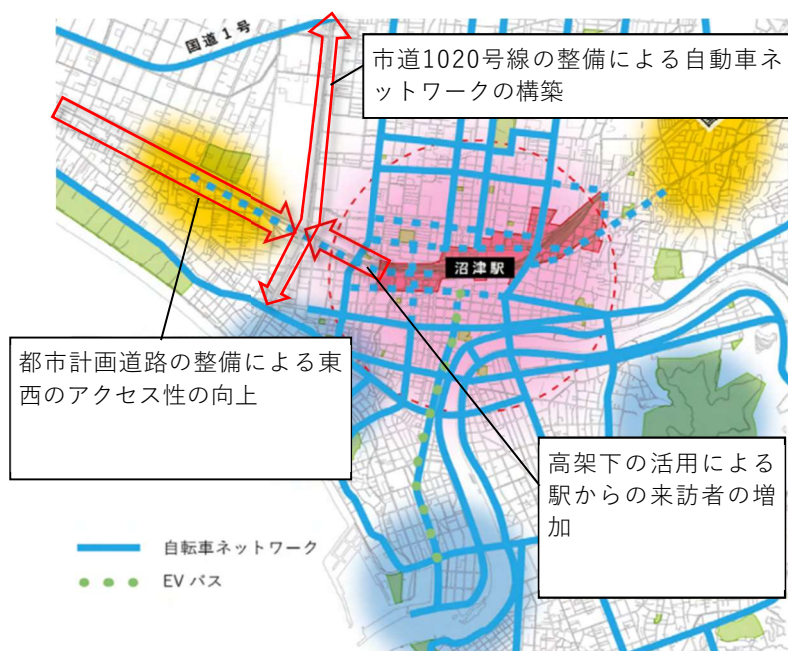 国道1号
市道1020号線の整備による自動車ネ
ットワークの構築
沼津駅
都市計画道路の整備による東
西のアクセス性の向上
高架下の活用による
駅からの来訪者の増
加
自転車ネットワーク
EV バス